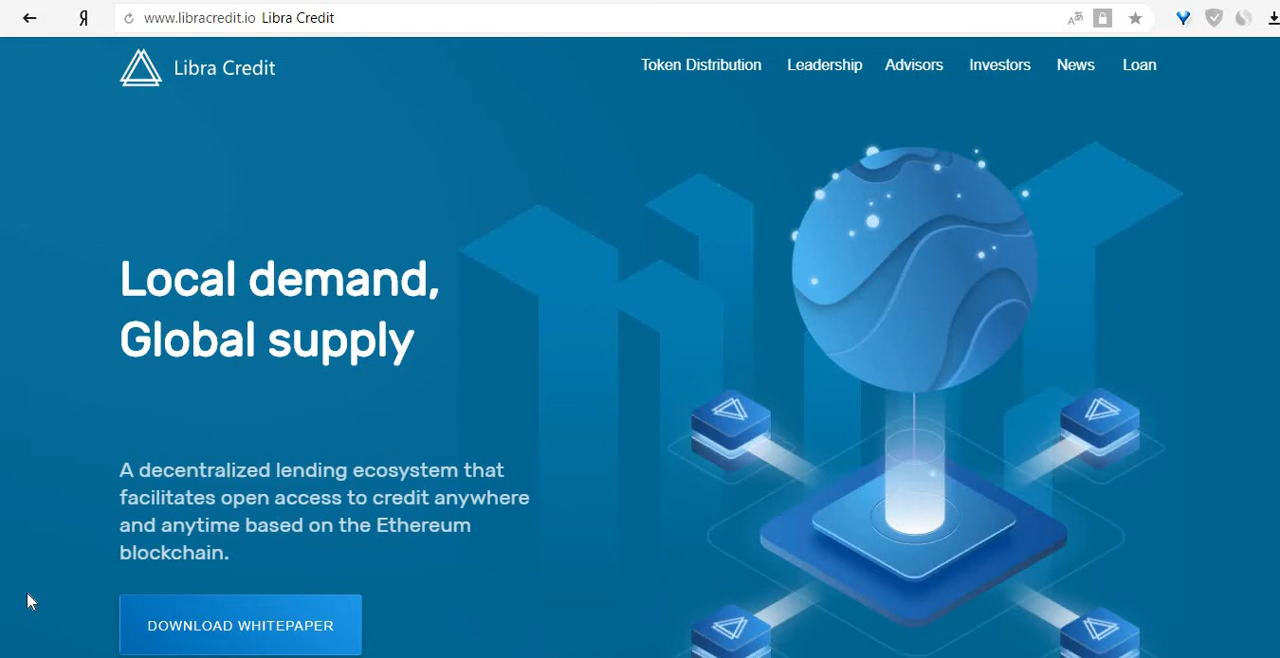 Я www.libracredit.io Libra Credit
Libra Credit
Token Distribution Leadership Advisors Investors News Loan
Local demand,
Global supply
A decentralized lending ecosystem that
facilitates open access to credit anywhere
and anytime based on the Ethereum
blockchain.
DOWNLOAD WHITEPAPER